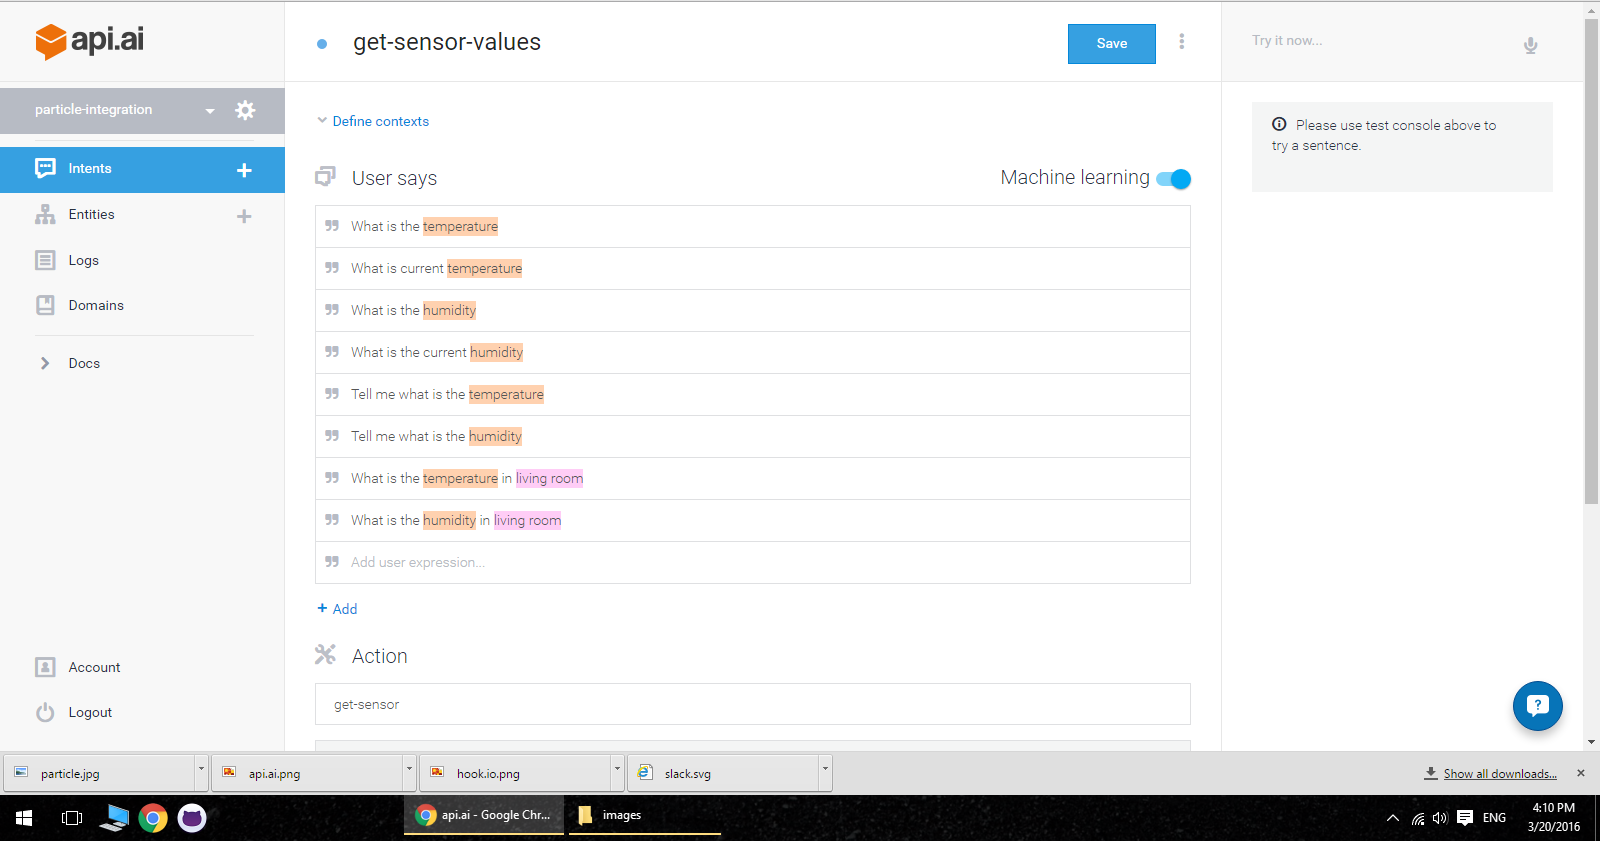 api.ai
get-sensor-values
Save
Try it now...
particle-integration
Intents
Entities
Logs
Domains
Docs
Account
Logout
Define contexts
User says
Machine learning
What is the temperature
What is current temperature
What is the humidity
What is the current humidity
Tell me what is the temperature
Tell me what is the humidity
What is the temperature in living room
What is the humidity in living room
Add user expression...
+ Add
Action
get-sensor
Please use test console above to
try a sentence.
particle.jpg
api.ai.png
hook.io.png
slack.svg
Show all downloads...
api.ai - Google Chr...
images
ENG
4:10 PM
3/20/2016